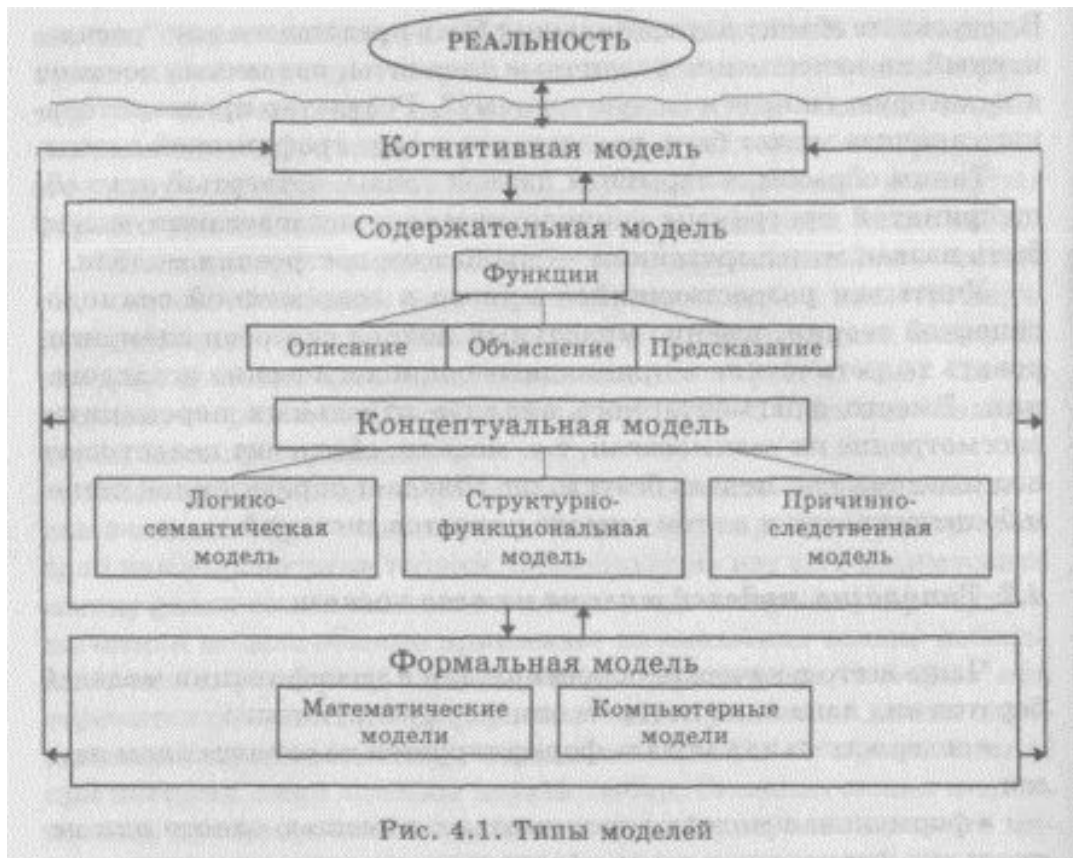 РЕАЛЬНОСТЬ
Когнитивная модель
Содержательная модель
Функции
Описание
Объяснение
Предсказание
Концептуальная модель
Логико-
семантическая
модель
Структурно-
функциональная
модель
Причинно-
следственная
модель
Формальная модель
Математические
модели
Компьютерные
модели
Рис. 4.1. Типы моделей